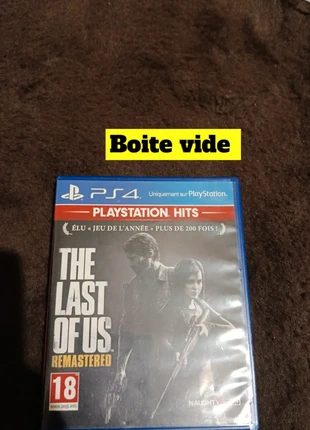 Boite vide
PS4
Uniquement sur PlayStation.
PLAYSTATION HITS
ÉLU « JEU DE L'ANNÉE » PLUS DE 200 FOIS !
THE
LAST
OF US
REMASTERED
18
NAUGHTY